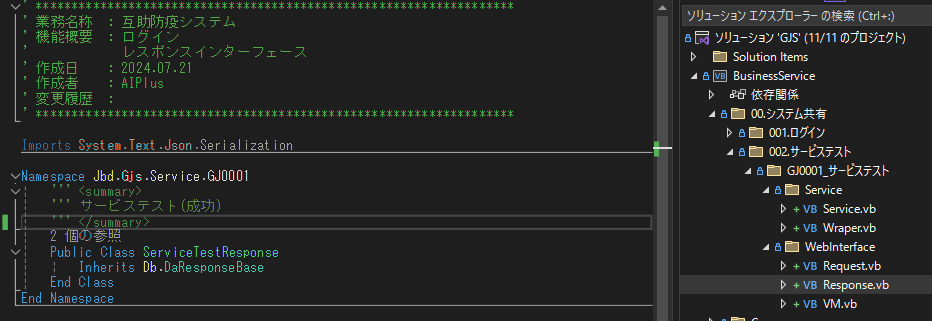 ' **********************************************************************
' 業務名称　: 互助防疫システム
' 機能概要　: ログイン
'             レスポンスインターフェース
' 作成日　　: 2024.07.21
' 作成者　　: AIPlus
' 変更履歴　:
' **********************************************************************
Imports System.Text.Json.Serialization
Namespace Jbd.Gjs.Service.GJ0001
''' <summary>
''' サービステスト(成功)
''' </summary>
2 個の参照
Public Class ServiceTestResponse
Inherits Db.DaResponseBase
End Class
End Namespace
ソリューション エクスプローラー の検索 (Ctrl+:)
ソリューション 'GJS' (11/11 のプロジェクト)
Solution Items
BusinessService
依存関係
00.システム共有
001.ログイン
002.サービステスト
GJ0001_サービステスト
Service
VB Service.vb
VB Wraper.vb
WebInterface
VB Request.vb
VB Response.vb
VB VM.vb